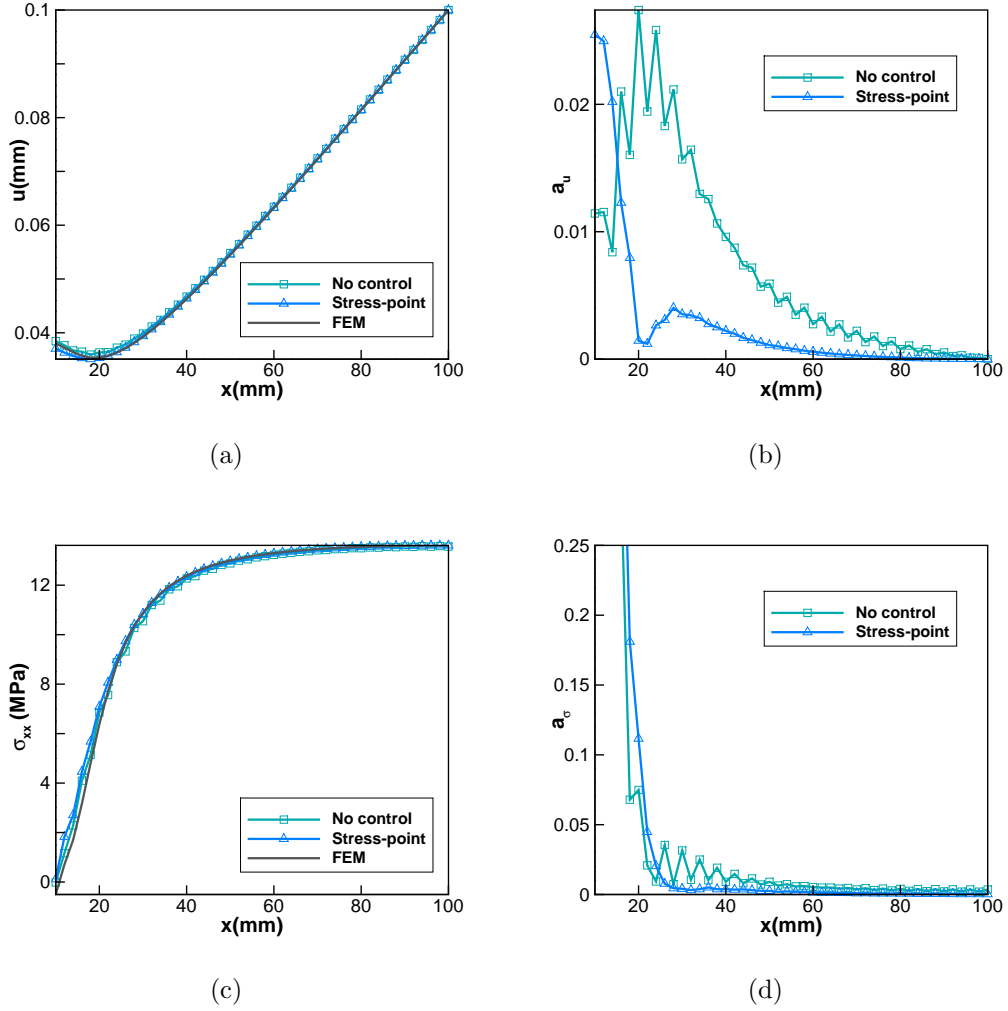 0.1
0.08
0.06
0.04
u(mm)
No control
Stress-point
FEM
20
40
60
80
100
x(mm)
(a)
0.02
0.01
0
a_u
No control
Stress-point
20
40
60
80
100
x(mm)
(b)
12
8
4
0
σ_xx (MPa)
No control
Stress-point
FEM
20
40
60
80
100
x(mm)
(c)
0.25
0.2
0.15
0.1
0.05
0
a_σ
No control
Stress-point
20
40
60
80
100
x(mm)
(d)